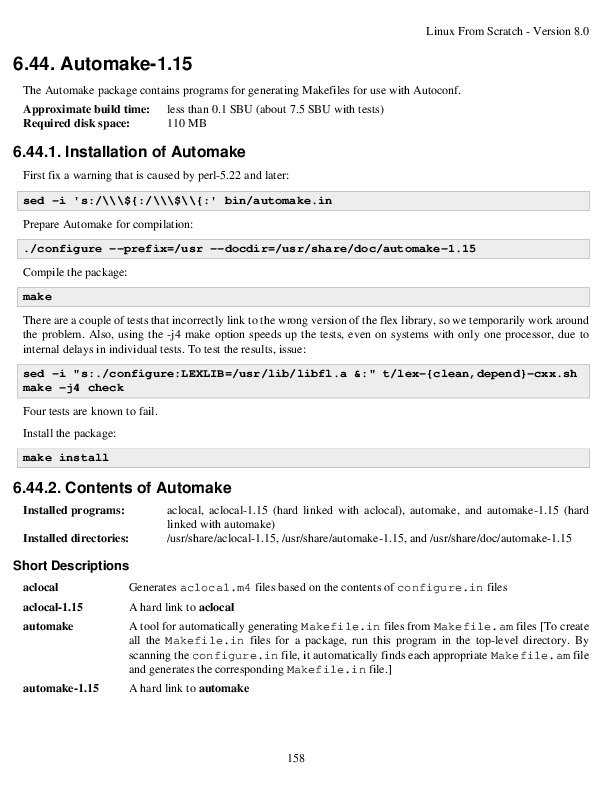 Linux From Scratch - Version 8.0
6.44. Automake-1.15
The Automake package contains programs for generating Makefiles for use with Autoconf.
Approximate build time: less than 0.1 SBU (about 7.5 SBU with tests)
Required disk space: 110 MB
6.44.1. Installation of Automake
First fix a warning that is caused by perl-5.22 and later:
sed -i 's:/\\\${:/\\\$\\{:' bin/automake.in
Prepare Automake for compilation:
./configure --prefix=/usr --docdir=/usr/share/doc/automake-1.15
Compile the package:
make
There are a couple of tests that incorrectly link to the wrong version of the flex library, so we temporarily work around
the problem. Also, using the -j4 make option speeds up the tests, even on systems with only one processor, due to
internal delays in individual tests. To test the results, issue:
sed -i "s:./configure:LEXLIB=/usr/lib/libfl.a &:" t/lex-{clean,depend}-cxx.sh
make -j4 check
Four tests are known to fail.
Install the package:
make install
6.44.2. Contents of Automake
Installed programs: aclocal, aclocal-1.15 (hard linked with aclocal), automake, and automake-1.15 (hard
linked with automake)
Installed directories: /usr/share/aclocal-1.15, /usr/share/automake-1.15, and /usr/share/doc/automake-1.15
Short Descriptions
aclocal Generates aclocal.m4 files based on the contents of configure.in files
aclocal-1.15 A hard link to aclocal
automake A tool for automatically generating Makefile.in files from Makefile.am files [To create
all the Makefile.in files for a package, run this program in the top-level directory. By
scanning the configure.in file, it automatically finds each appropriate Makefile.am file
and generates the corresponding Makefile.in file.]
automake-1.15 A hard link to automake
158